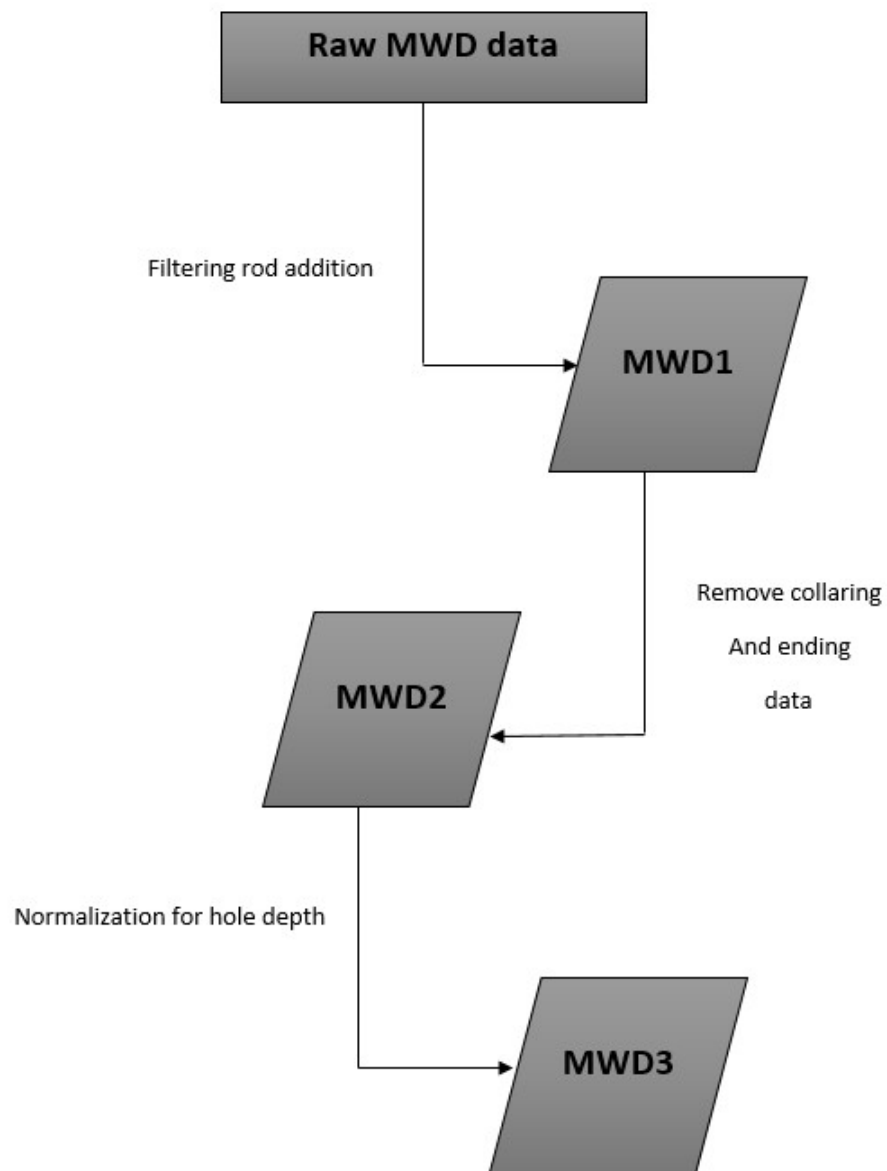 Raw MWD data
Filtering rod addition
MWD1
Remove collaring
And ending
data
MWD2
Normalization for hole depth
MWD3